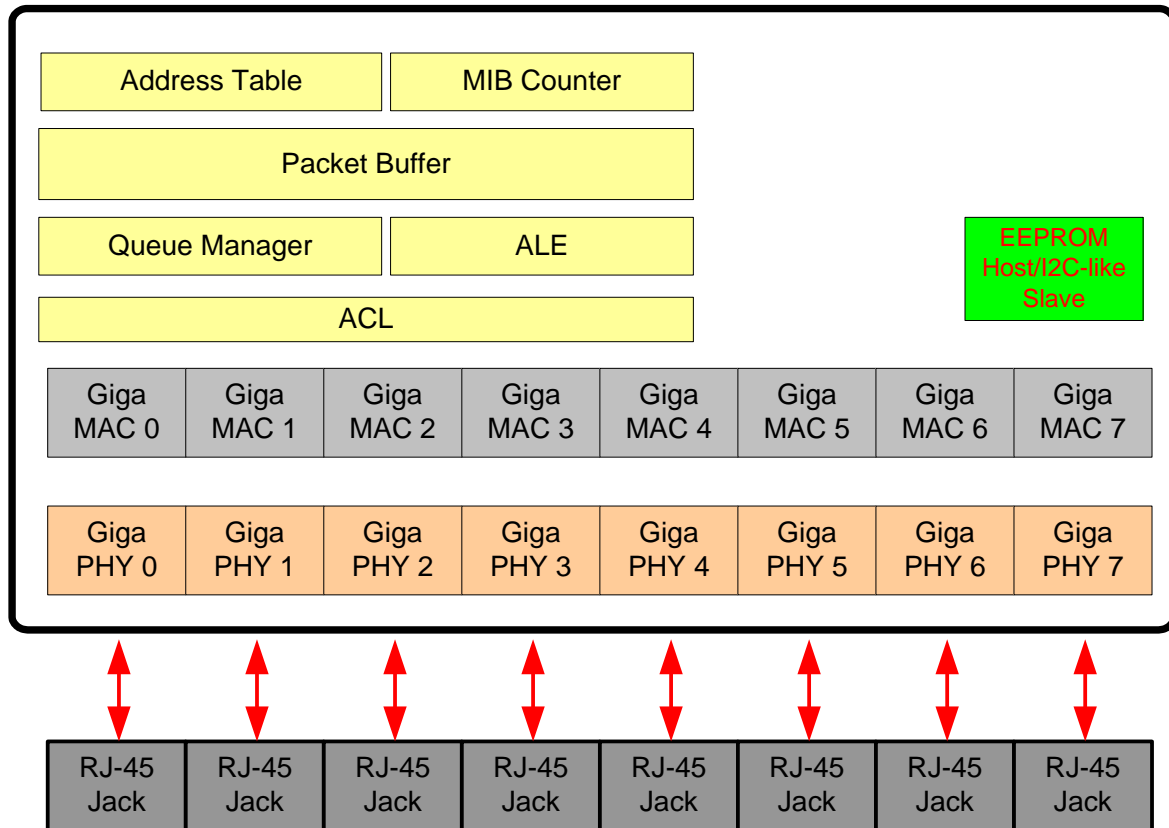 Address Table
MIB Counter
Packet Buffer
Queue Manager
ALE
EEPROM
Host/I2C-like
Slave
ACL
Giga
MAC 0
Giga
MAC 1
Giga
MAC 2
Giga
MAC 3
Giga
MAC 4
Giga
MAC 5
Giga
MAC 6
Giga
MAC 7
Giga
PHY 0
Giga
PHY 1
Giga
PHY 2
Giga
PHY 3
Giga
PHY 4
Giga
PHY 5
Giga
PHY 6
Giga
PHY 7
RJ-45
Jack
RJ-45
Jack
RJ-45
Jack
RJ-45
Jack
RJ-45
Jack
RJ-45
Jack
RJ-45
Jack
RJ-45
Jack